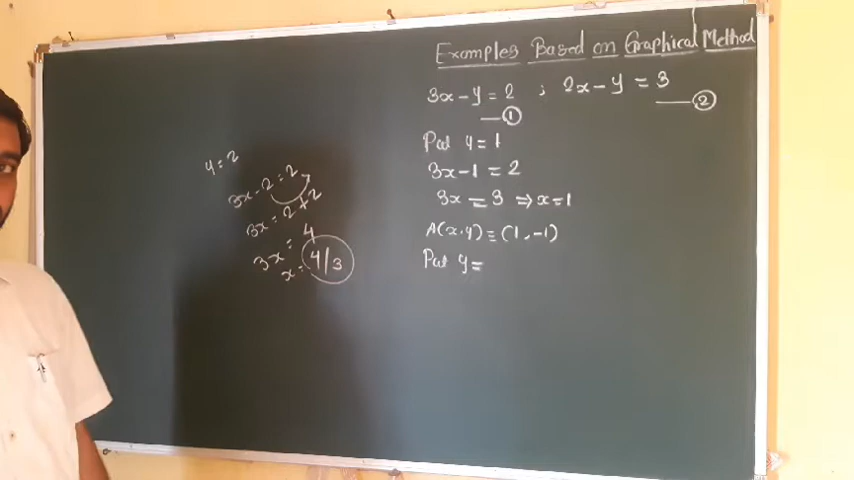 Examples Based on Graphical Method
3x - y = 2 ; 2x - y = 3
—① —②
Put y = 1
3x - 1 = 2
3x = 3 ⇒ x = 1
A(x,y) = (1,-1)
Put y =
y = 2
3x - 2 = 2
3x = 2 + 2
3x = 4
x = 4/3